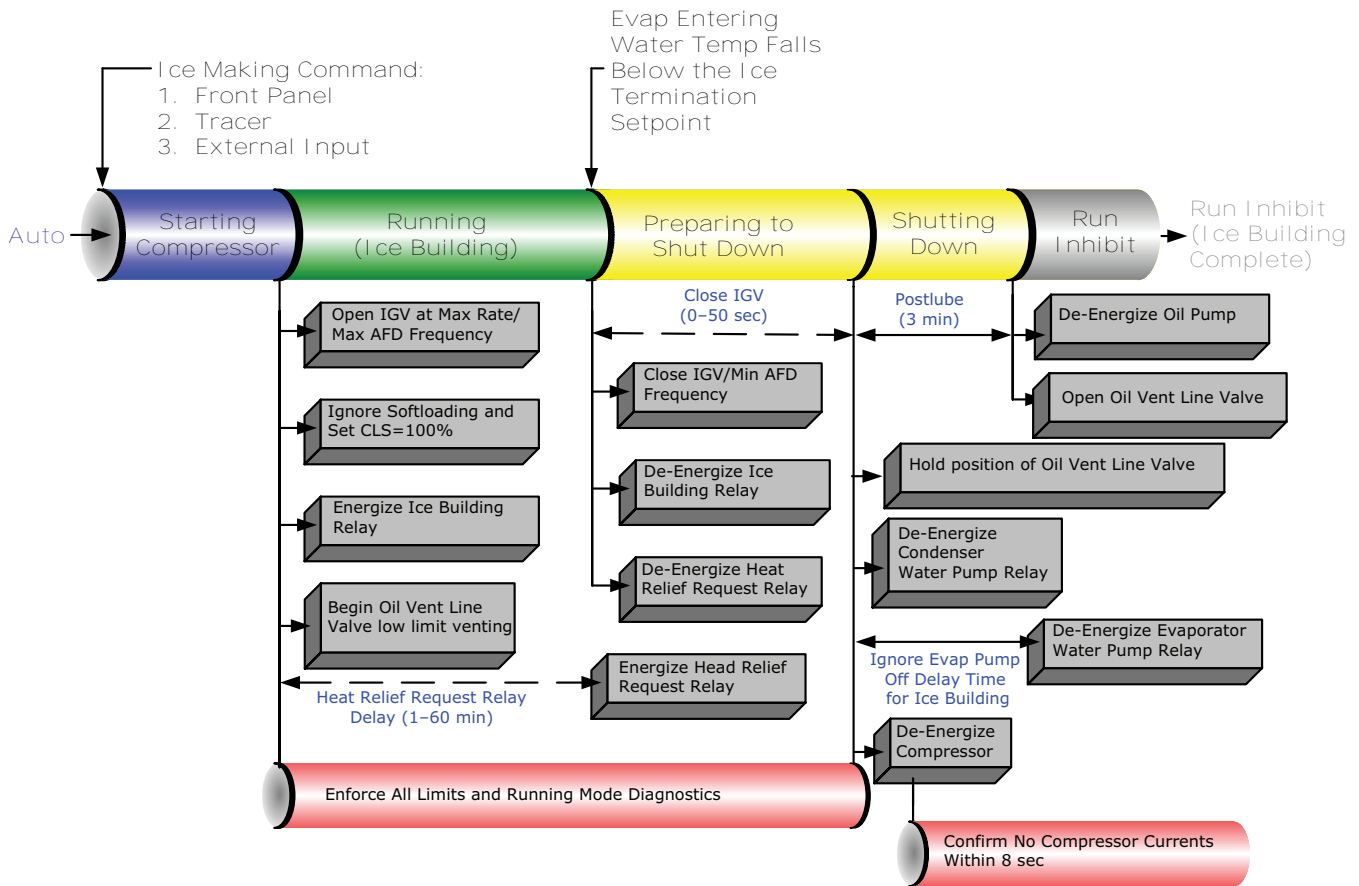 Evap Entering
Water Temp Falls
Below the Ice
Termination
Setpoint
Ice Making Command:
1. Front Panel
2. Tracer
3. External Input
Auto
Starting
Compressor
Running
(Ice Building)
Preparing to
Shut Down
Shutting
Down
Run
Inhibit
Run Inhibit
(Ice Building
Complete)
Close IGV
(0–50 sec)
Postlube
(3 min)
Open IGV at Max Rate/
Max AFD Frequency
Ignore Softloading and
Set CLS=100%
Energize Ice Building
Relay
Begin Oil Vent Line
Valve low limit venting
Heat Relief Request Relay
Delay (1–60 min)
Close IGV/Min AFD
Frequency
De-Energize Ice
Building Relay
De-Energize Heat
Relief Request Relay
Energize Head Relief
Request Relay
De-Energize Oil Pump
Open Oil Vent Line Valve
Hold position of Oil Vent Line Valve
De-Energize
Condenser
Water Pump Relay
De-Energize Evaporator
Water Pump Relay
Ignore Evap Pump
Off Delay Time
for Ice Building
De-Energize
Compressor
Enforce All Limits and Running Mode Diagnostics
Confirm No Compressor Currents
Within 8 sec